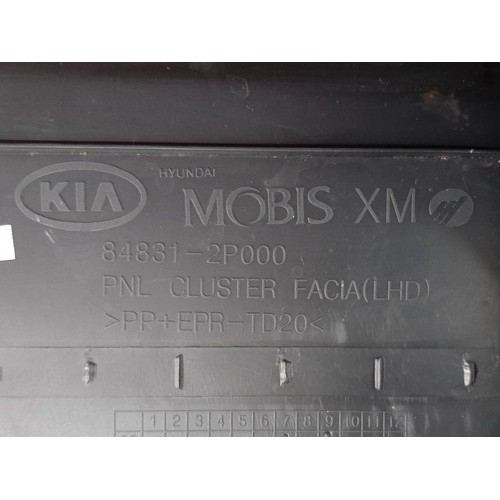 KIA
HYUNDAI
MOBIS XM
84831-2P000
PNL CLUSTER FACIA(LHD)
>PP+EPR-TD20<
1 2 3 4 5 6 7 8 9 10 11 12